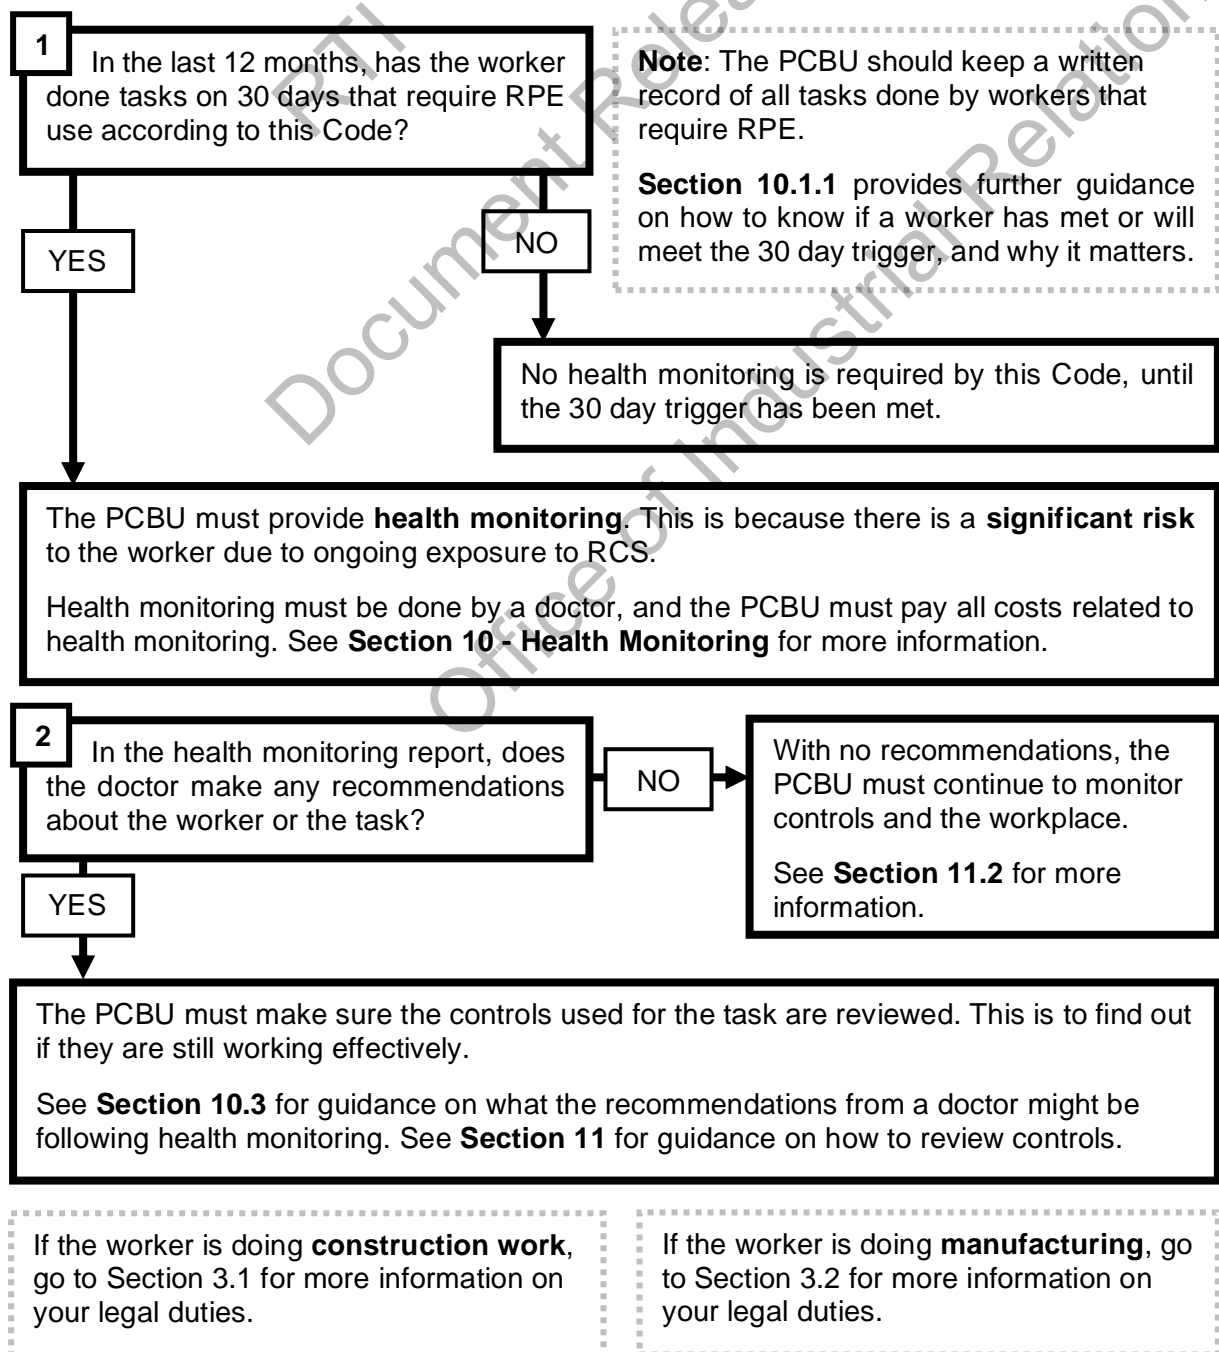 1
In the last 12 months, has the worker
done tasks on 30 days that require RPE
use according to this Code?
Note: The PCBU should keep a written
record of all tasks done by workers that
require RPE.
Section 10.1.1 provides further guidance
on how to know if a worker has met or will
meet the 30 day trigger, and why it matters.
YES
NO
No health monitoring is required by this Code, until
the 30 day trigger has been met.
The PCBU must provide health monitoring. This is because there is a significant risk
to the worker due to ongoing exposure to RCS.
Health monitoring must be done by a doctor, and the PCBU must pay all costs related to
health monitoring. See Section 10 - Health Monitoring for more information.
2
In the health monitoring report, does
the doctor make any recommendations
about the worker or the task?
NO
With no recommendations, the
PCBU must continue to monitor
controls and the workplace.
See Section 11.2 for more
information.
YES
The PCBU must make sure the controls used for the task are reviewed. This is to find out
if they are still working effectively.
See Section 10.3 for guidance on what the recommendations from a doctor might be
following health monitoring. See Section 11 for guidance on how to review controls.
If the worker is doing construction work,
go to Section 3.1 for more information on
your legal duties.
If the worker is doing manufacturing, go
to Section 3.2 for more information on
your legal duties.
RTI
Document
Office of Industrial Relations